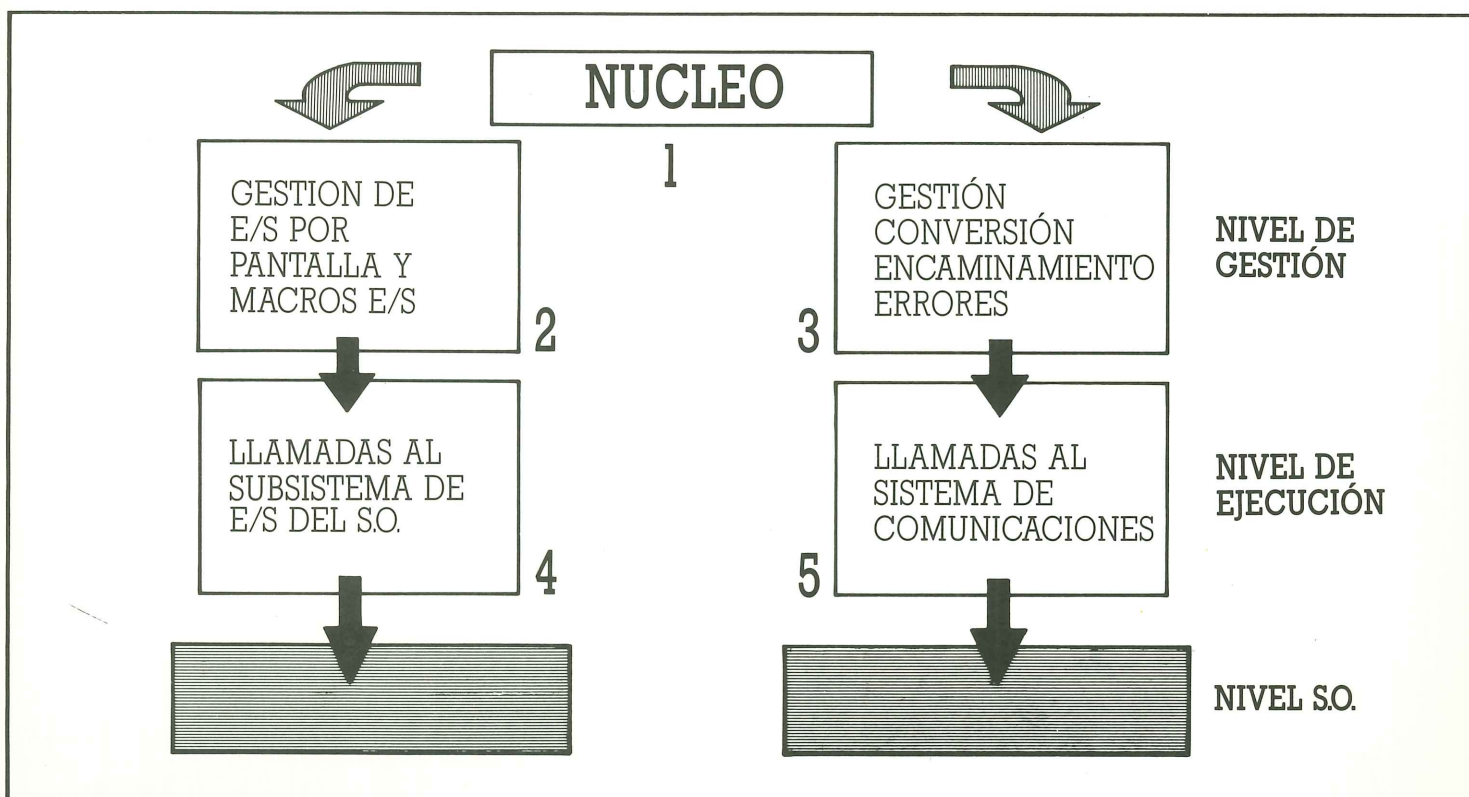 NUCLEO
1
GESTION DE
E/S POR
PANTALLA Y
MACROS E/S
2
3
GESTIÓN
CONVERSIÓN
ENCAMINAMIENTO
ERRORES
NIVEL DE
GESTIÓN
LLAMADAS AL
SUBSISTEMA DE
E/S DEL S.O.
4
5
LLAMADAS AL
SISTEMA DE
COMUNICACIONES
NIVEL DE
EJECUCIÓN
NIVEL S.O.